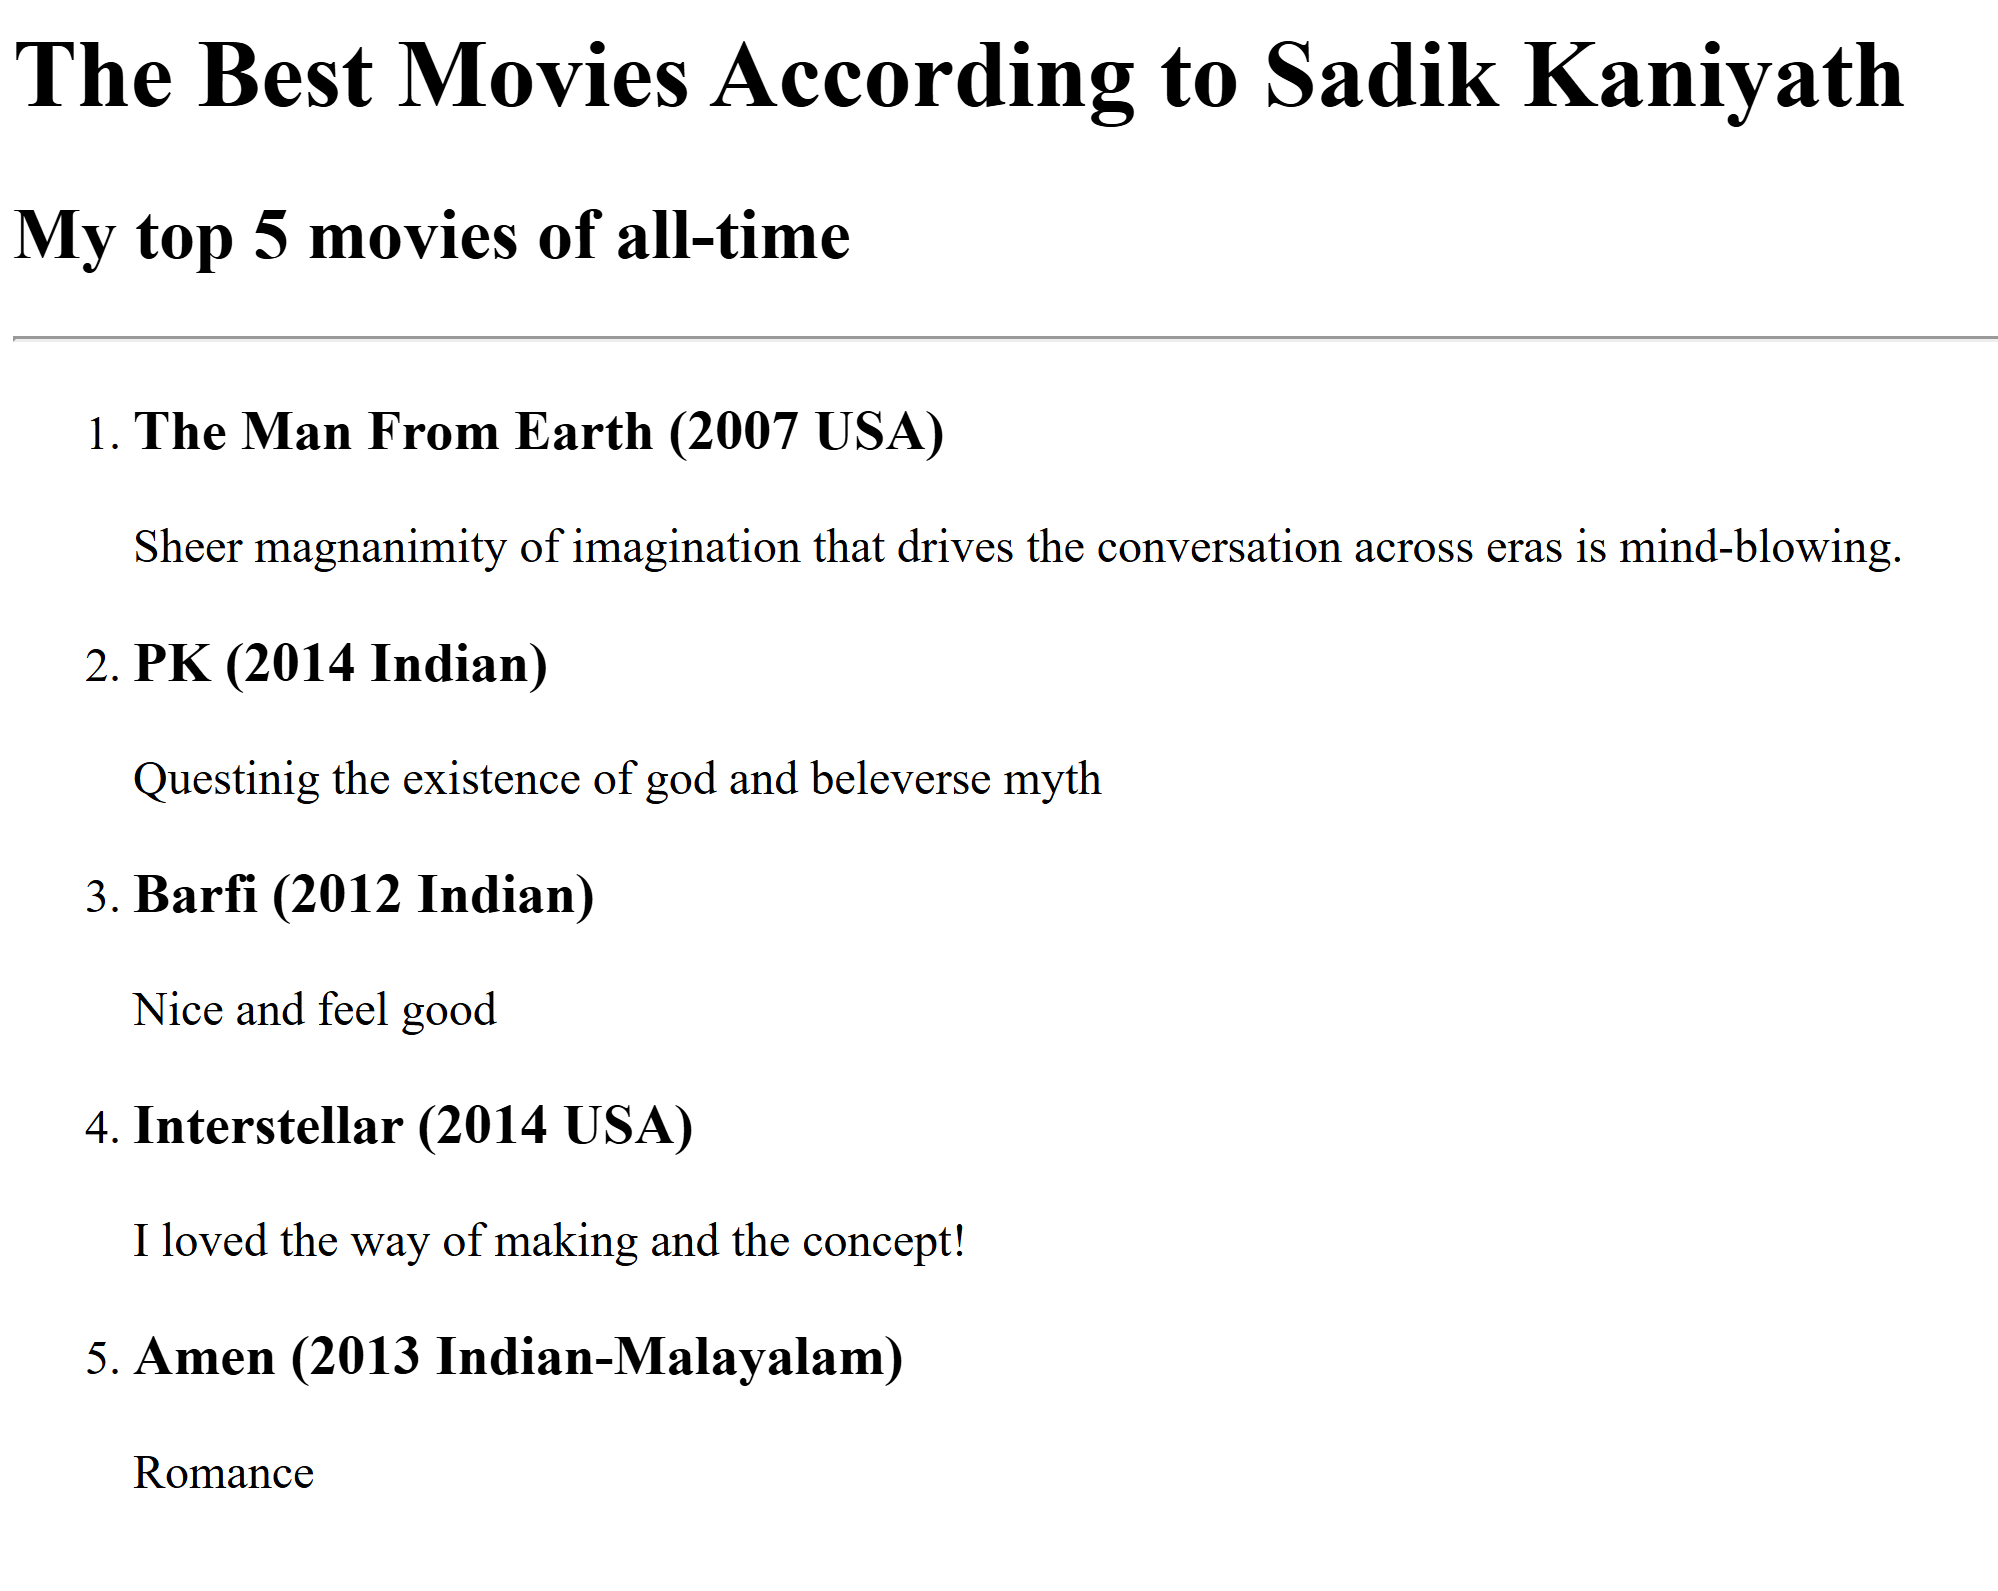 The Best Movies According to Sadik Kaniyath
My top 5 movies of all-time
1. The Man From Earth (2007 USA)
Sheer magnanimity of imagination that drives the conversation across eras is mind-blowing.
2. PK (2014 Indian)
Questinig the existence of god and beleverse myth
3. Barfi (2012 Indian)
Nice and feel good
4. Interstellar (2014 USA)
I loved the way of making and the concept!
5. Amen (2013 Indian-Malayalam)
Romance